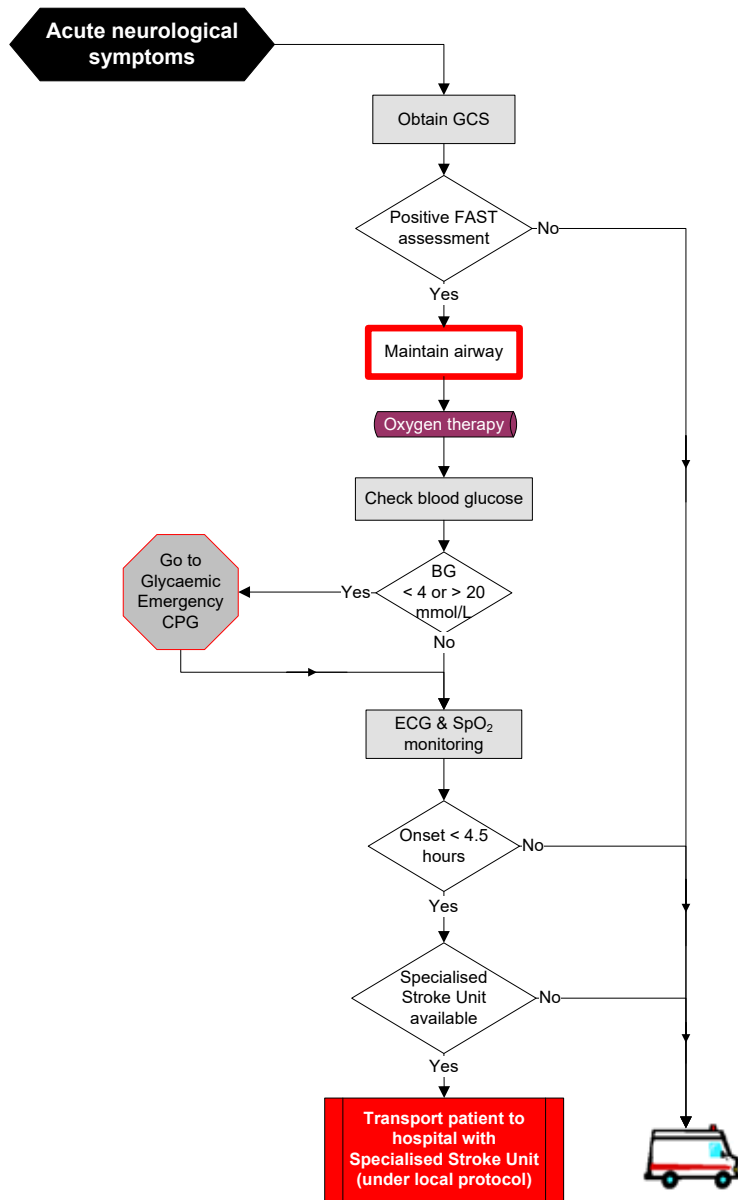 Acute neurological
symptoms
Obtain GCS
Positive FAST
assessment
No
Yes
Maintain airway
Oxygen therapy
Check blood glucose
Go to
Glycaemic
Emergency
CPG
Yes
BG
< 4 or > 20
mmol/L
No
ECG & SpO₂
monitoring
Onset < 4.5
hours
No
Yes
Specialised
Stroke Unit
available
No
Yes
Transport patient to
hospital with
Specialised Stroke Unit
(under local protocol)